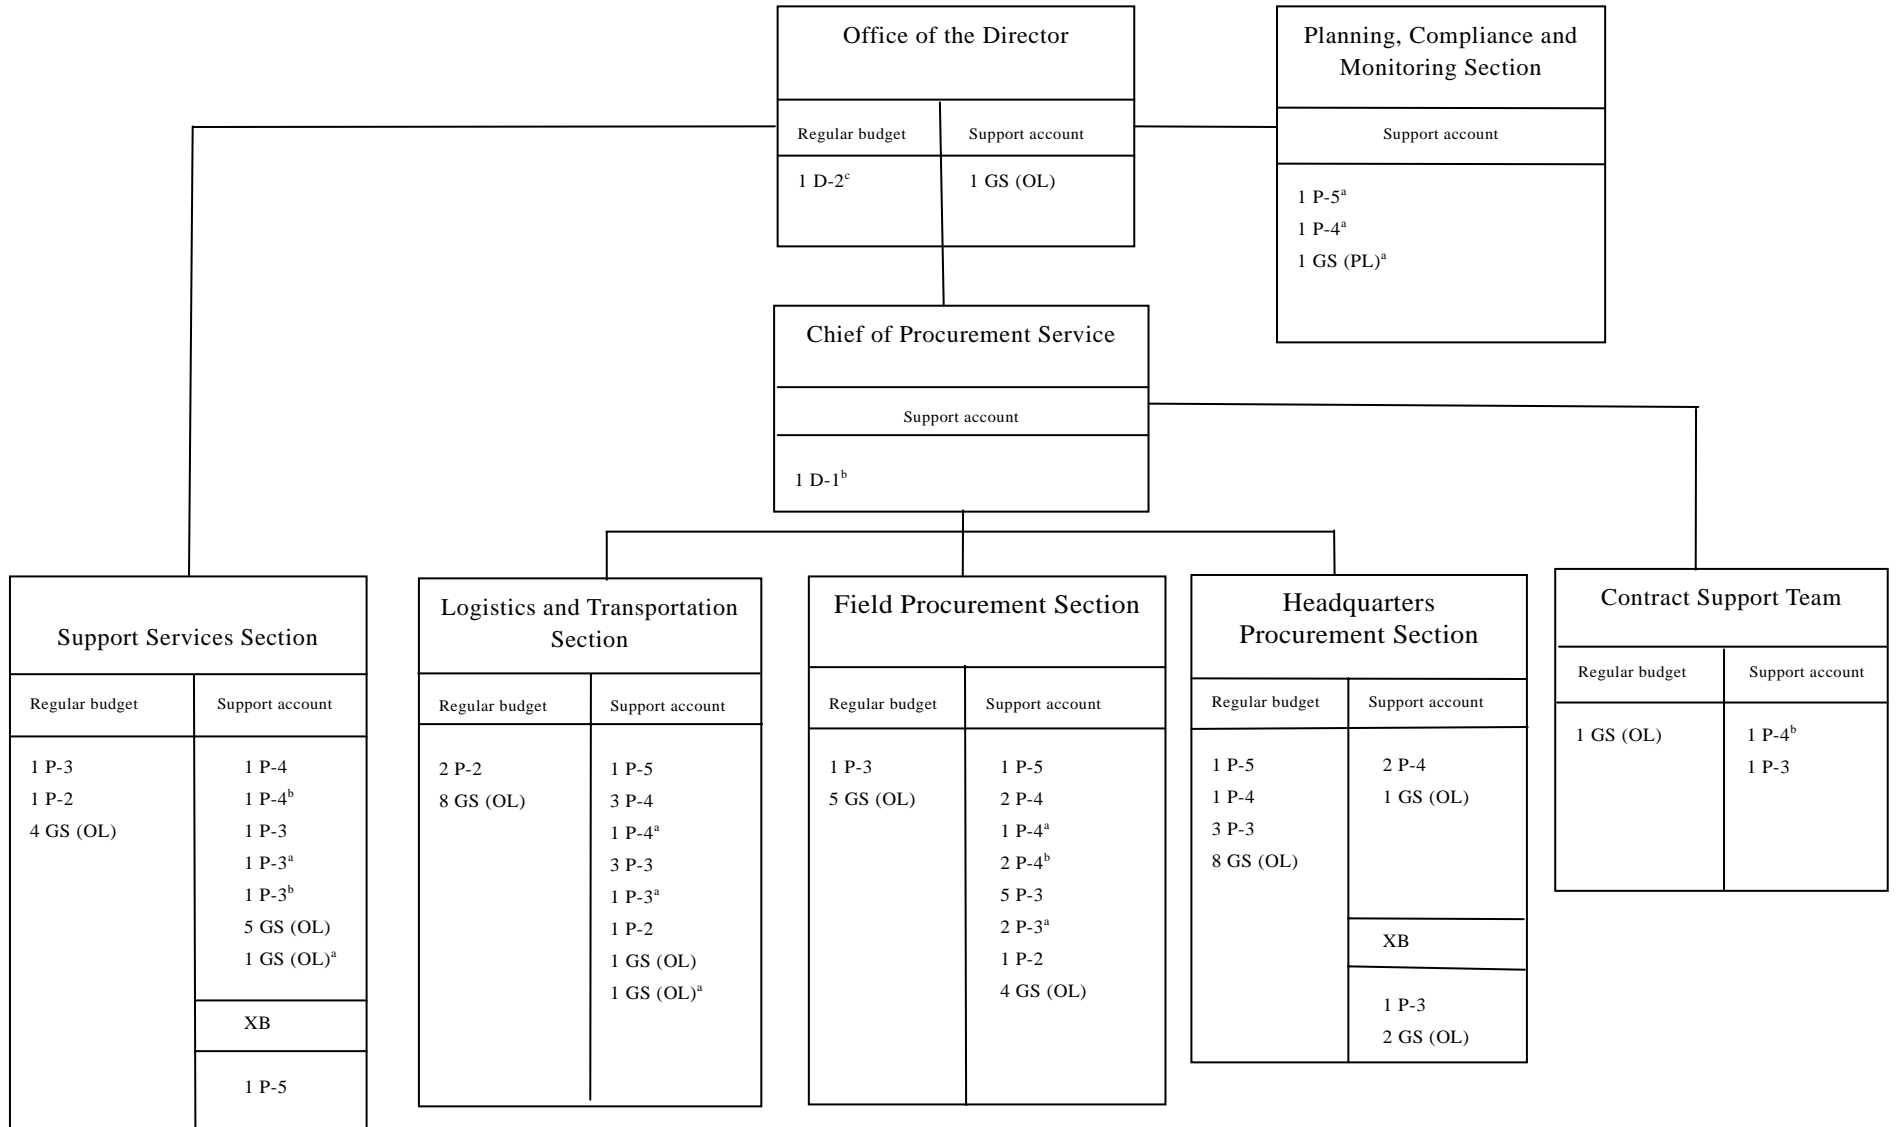 Office of the Director
Regular budget
Support account
1 D-2ᶜ
1 GS (OL)
Planning, Compliance and
Monitoring Section
Support account
1 P-5ᵃ
1 P-4ᵃ
1 GS (PL)ᵃ
Chief of Procurement Service
Support account
1 D-1ᵇ
Support Services Section
Regular budget
Support account
1 P-3
1 P-2
4 GS (OL)
1 P-4
1 P-4ᵇ
1 P-3
1 P-3ᵃ
1 P-3ᵇ
5 GS (OL)
1 GS (OL)ᵃ
XB
1 P-5
Logistics and Transportation
Section
Regular budget
Support account
2 P-2
8 GS (OL)
1 P-5
3 P-4
1 P-4ᵃ
3 P-3
1 P-3ᵃ
1 P-2
1 GS (OL)
1 GS (OL)ᵃ
Field Procurement Section
Regular budget
Support account
1 P-3
5 GS (OL)
1 P-5
2 P-4
1 P-4ᵃ
2 P-4ᵇ
5 P-3
2 P-3ᵃ
1 P-2
4 GS (OL)
Headquarters
Procurement Section
Regular budget
Support account
1 P-5
1 P-4
3 P-3
8 GS (OL)
2 P-4
1 GS (OL)
XB
1 P-3
2 GS (OL)
Contract Support Team
Regular budget
Support account
1 GS (OL)
1 P-4ᵇ
1 P-3